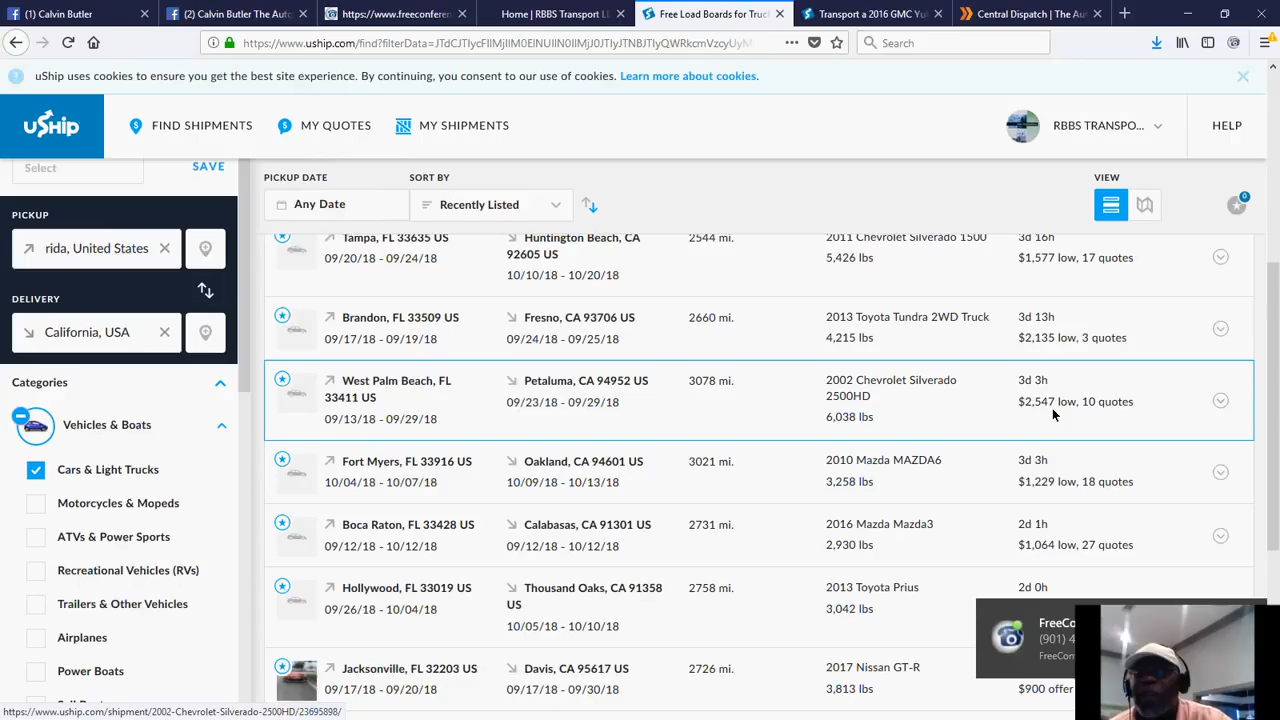 (1) Calvin Butler
(2) Calvin Butler The Auto
https://www.freeconferen
Home | RBBS Transport LL
Free Load Boards for Truck
Transport a 2016 GMC Yuk
Central Dispatch | The Aut
https://www.uship.com/find?filterData=
Search
uShip uses cookies to ensure you get the best site experience. By continuing, you consent to our use of cookies. Learn more about cookies.
uShip
FIND SHIPMENTS
MY QUOTES
MY SHIPMENTS
RBBS TRANSPO...
HELP
Select
SAVE
PICKUP
rida, United States
DELIVERY
California, USA
Categories
Vehicles & Boats
Cars & Light Trucks
Motorcycles & Mopeds
ATVs & Power Sports
Recreational Vehicles (RVs)
Trailers & Other Vehicles
Airplanes
Power Boats
PICKUP DATE
Any Date
SORT BY
Recently Listed
VIEW
0
Tampa, FL 33635 US
09/20/18 - 09/24/18
Huntington Beach, CA
92605 US
10/10/18 - 10/20/18
2544 mi.
2011 Chevrolet Silverado 1500
5,426 lbs
3d 16h
$1,577 low, 17 quotes
Brandon, FL 33509 US
09/17/18 - 09/19/18
Fresno, CA 93706 US
09/24/18 - 09/25/18
2660 mi.
2013 Toyota Tundra 2WD Truck
4,215 lbs
3d 13h
$2,135 low, 3 quotes
West Palm Beach, FL
33411 US
09/13/18 - 09/29/18
Petaluma, CA 94952 US
09/23/18 - 09/29/18
3078 mi.
2002 Chevrolet Silverado
2500HD
6,038 lbs
3d 3h
$2,547 low, 10 quotes
Fort Myers, FL 33916 US
10/04/18 - 10/07/18
Oakland, CA 94601 US
10/09/18 - 10/13/18
3021 mi.
2010 Mazda MAZDA6
3,258 lbs
3d 3h
$1,229 low, 18 quotes
Boca Raton, FL 33428 US
09/12/18 - 10/12/18
Calabasas, CA 91301 US
09/12/18 - 10/12/18
2731 mi.
2016 Mazda Mazda3
2,930 lbs
2d 1h
$1,064 low, 27 quotes
Hollywood, FL 33019 US
09/26/18 - 10/04/18
Thousand Oaks, CA 91358
US
10/05/18 - 10/10/18
2758 mi.
2013 Toyota Prius
3,042 lbs
2d 0h
Jacksonville, FL 32203 US
09/17/18 - 09/20/18
Davis, CA 95617 US
09/17/18 - 09/30/18
2726 mi.
2017 Nissan GT-R
3,813 lbs
$900 offer
FreeCo
(901) 4
FreeCon
https://www.uship.com/shipment/2002-Chevrolet-Silverado-2500HD/23695898/